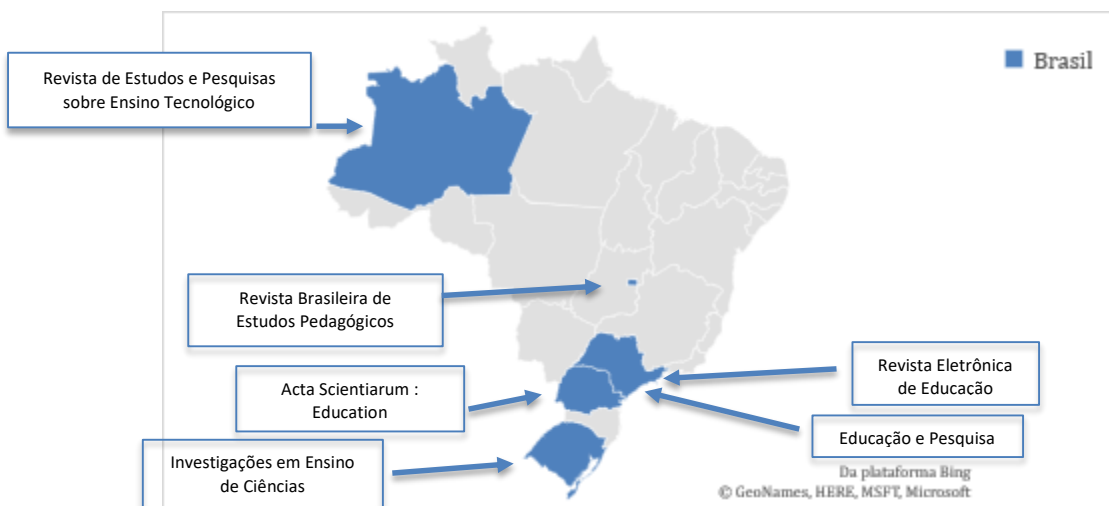 Revista de Estudos e Pesquisas
sobre Ensino Tecnológico
Brasil
Revista Brasileira de
Estudos Pedagógicos
Acta Scientiarum :
Education
Revista Eletrônica
de Educação
Educação e Pesquisa
Investigações em Ensino
de Ciências
Da plataforma Bing
© GeoNames, HERE, MSFT, Microsoft